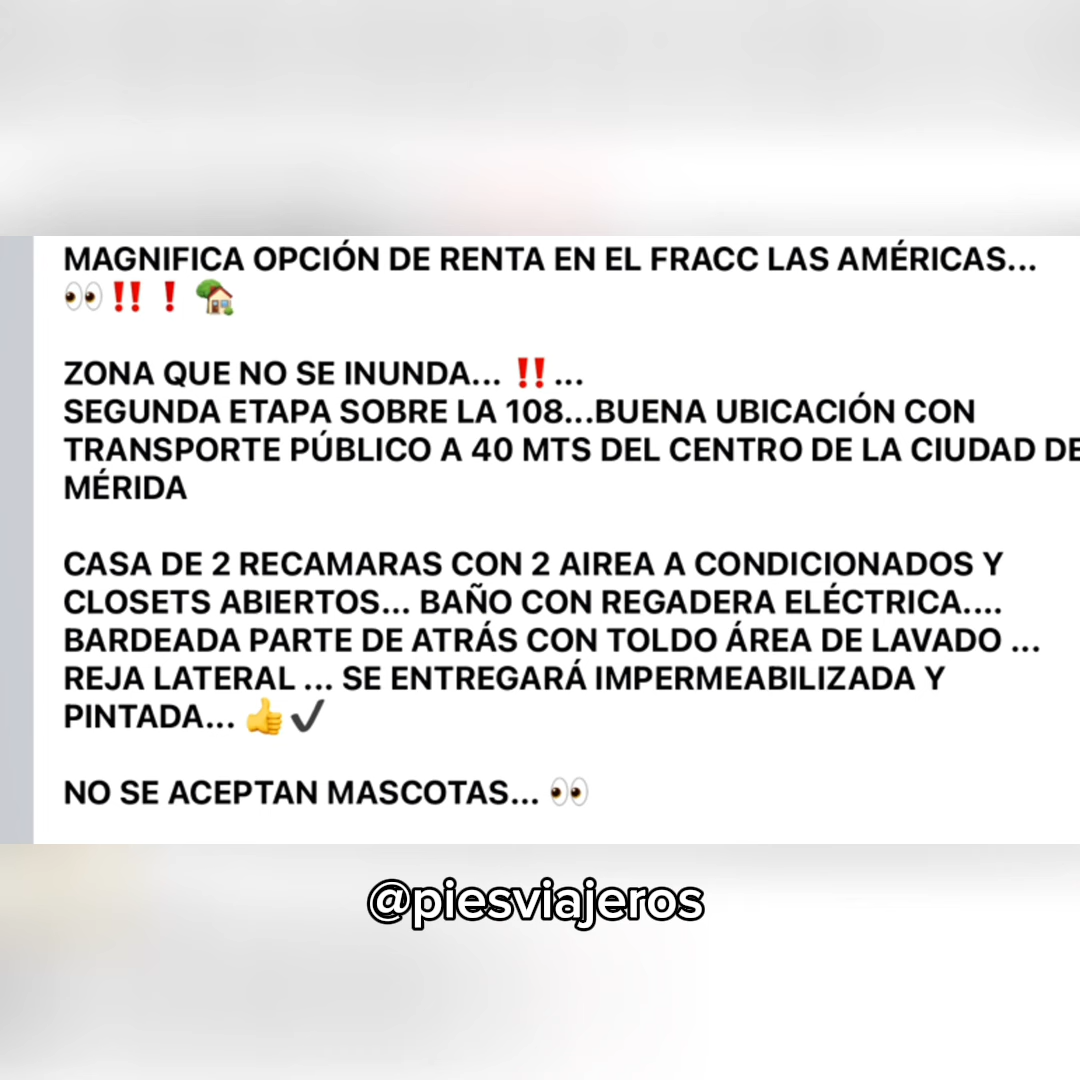 MAGNIFICA OPCIÓN DE RENTA EN EL FRACC LAS AMÉRICAS...
👀‼️❗🏡
ZONA QUE NO SE INUNDA... ‼️...
SEGUNDA ETAPA SOBRE LA 108...BUENA UBICACIÓN CON
TRANSPORTE PÚBLICO A 40 MTS DEL CENTRO DE LA CIUDAD DE
MÉRIDA
CASA DE 2 RECAMARAS CON 2 AIREA A CONDICIONADOS Y
CLOSETS ABIERTOS... BAÑO CON REGADERA ELÉCTRICA....
BARDEADA PARTE DE ATRÁS CON TOLDO ÁREA DE LAVADO ...
REJA LATERAL ... SE ENTREGARÁ IMPERMEABILIZADA Y
PINTADA... 👍✔️
NO SE ACEPTAN MASCOTAS... 👀
@piesviajeros